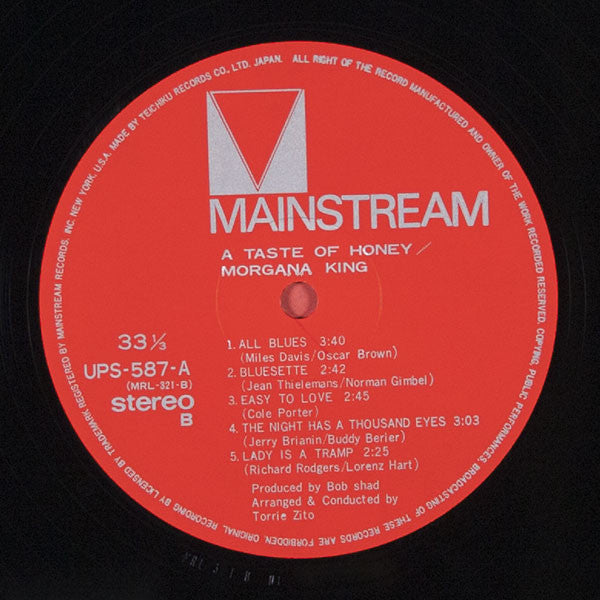 LICENSED BY TRADEMARK REGISTERED BY MAINSTREAM RECORDS, INC. NEW YORK, U.S.A. MADE BY TEICHIKU RECORDS CO., LTD. JAPAN. ALL RIGHT OF THE RECORD MANUFACTURED AND OWNER OF THE WORK RECORDED RESERVED. COPYING, PUBLIC PERFORMANCES, BROADCASTING OF THESE RECORDS ARE FORBIDDEN. ORIGINAL RECORDING BY
MAINSTREAM
A TASTE OF HONEY/
MORGANA KING
33 1/3
UPS-587-A
(MRL-321-B)
stereo
B
1. ALL BLUES 3:40
(Miles Davis/Oscar Brown)
2. BLUESETTE 2:42
(Jean Thielemans/Norman Gimbel)
3. EASY TO LOVE 2:45
(Cole Porter)
4. THE NIGHT HAS A THOUSAND EYES 3:03
(Jerry Brianin/Buddy Berier)
5. LADY IS A TRAMP 2:25
(Richard Rodgers/Lorenz Hart)
Produced by Bob shad
Arranged & Conducted by
Torrie Zito